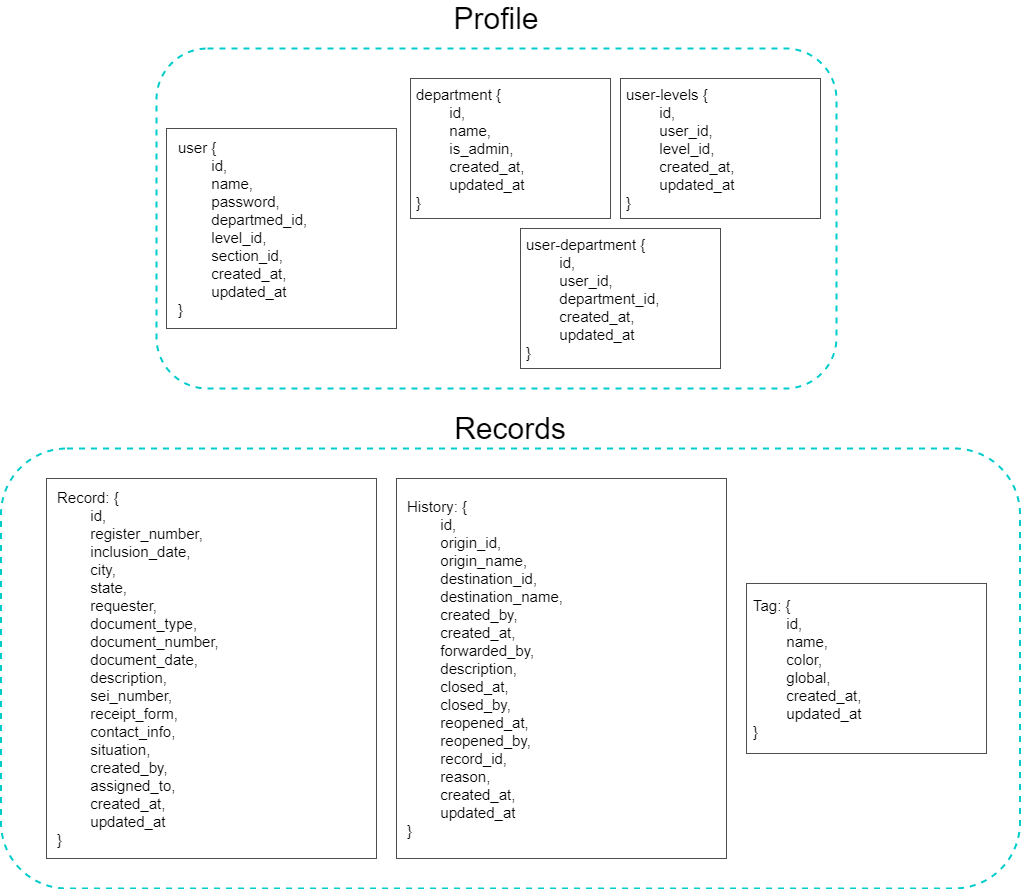 Profile
user {
id,
name,
password,
departmed_id,
level_id,
section_id,
created_at,
updated_at
}
department {
id,
name,
is_admin,
created_at,
updated_at
}
user-levels {
id,
user_id,
level_id,
created_at,
updated_at
}
user-department {
id,
user_id,
department_id,
created_at,
updated_at
}
Records
Record: {
id,
register_number,
inclusion_date,
city,
state,
requester,
document_type,
document_number,
document_date,
description,
sei_number,
receipt_form,
contact_info,
situation,
created_by,
assigned_to,
created_at,
updated_at
}
History: {
id,
origin_id,
origin_name,
destination_id,
destination_name,
created_by,
created_at,
forwarded_by,
description,
closed_at,
closed_by,
reopened_at,
reopened_by,
record_id,
reason,
created_at,
updated_at
}
Tag: {
id,
name,
color,
global,
created_at,
updated_at
}